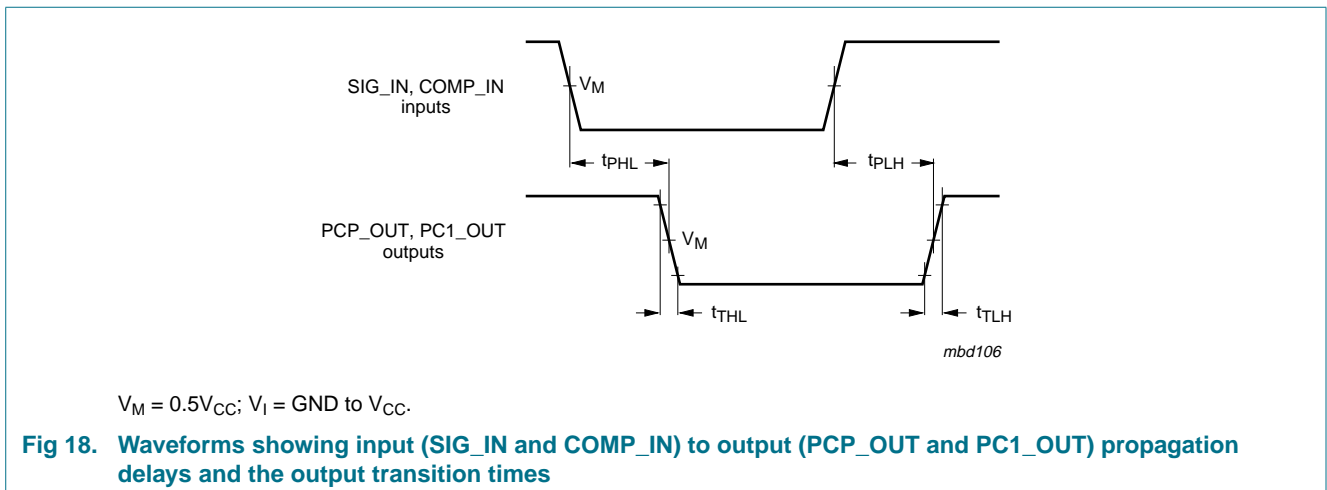 SIG_IN, COMP_IN
inputs
VM
tPHL
tPLH
PCP_OUT, PC1_OUT
outputs
VM
tTHL
tTLH
mbd106
VM = 0.5VCC; VI = GND to VCC.
Fig 18. Waveforms showing input (SIG_IN and COMP_IN) to output (PCP_OUT and PC1_OUT) propagation
delays and the output transition times